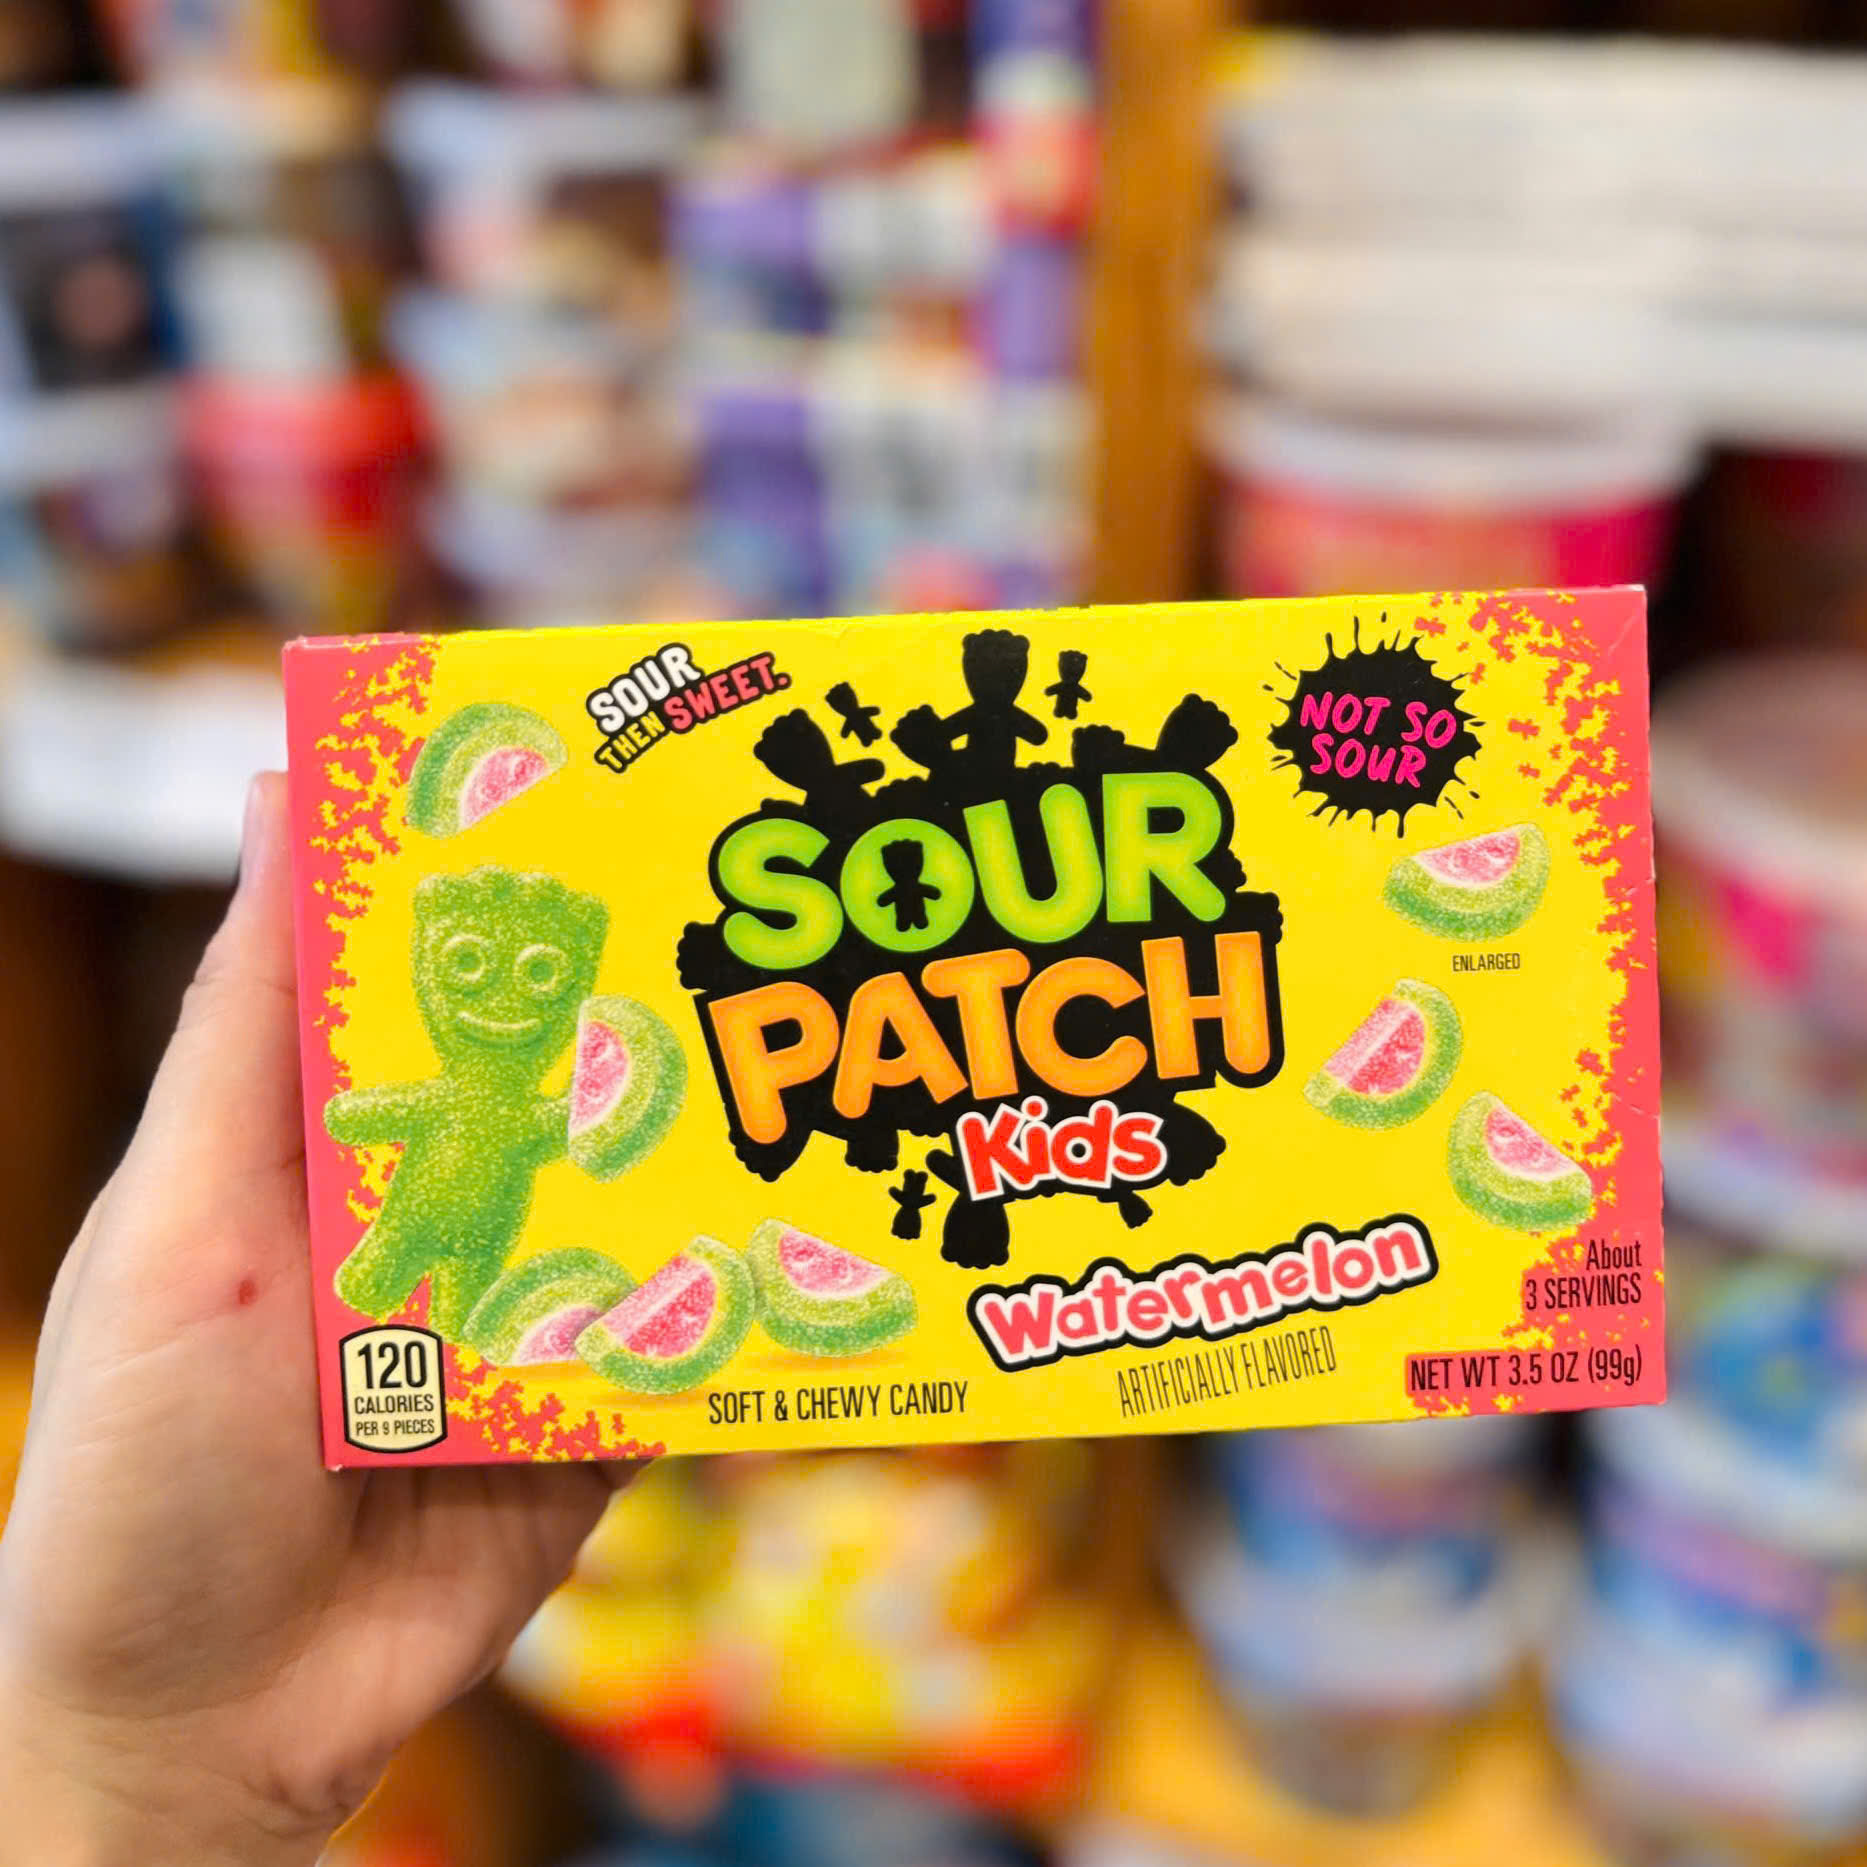 SOUR
THEN SWEET.
NOT SO
SOUR
SOUR
PATCH
Kids
ENLARGED
Watermelon
ARTIFICIALLY FLAVORED
SOFT & CHEWY CANDY
120
CALORIES
PER 9 PIECES
About
3 SERVINGS
NET WT 3.5 OZ (99g)